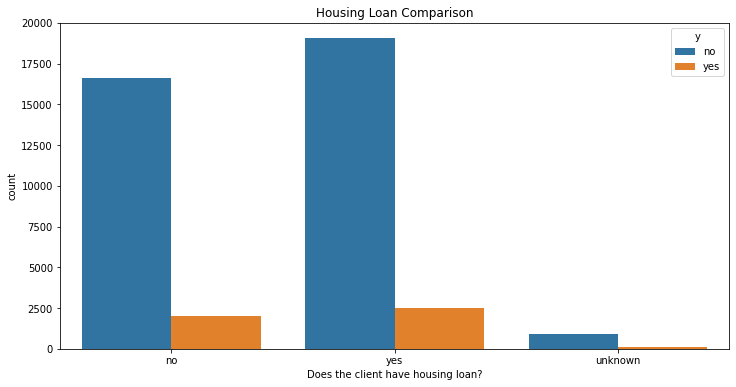 Housing Loan Comparison
y
no
yes
20000
17500
15000
12500
10000
7500
5000
2500
0
count
no yes unknown
Does the client have housing loan?